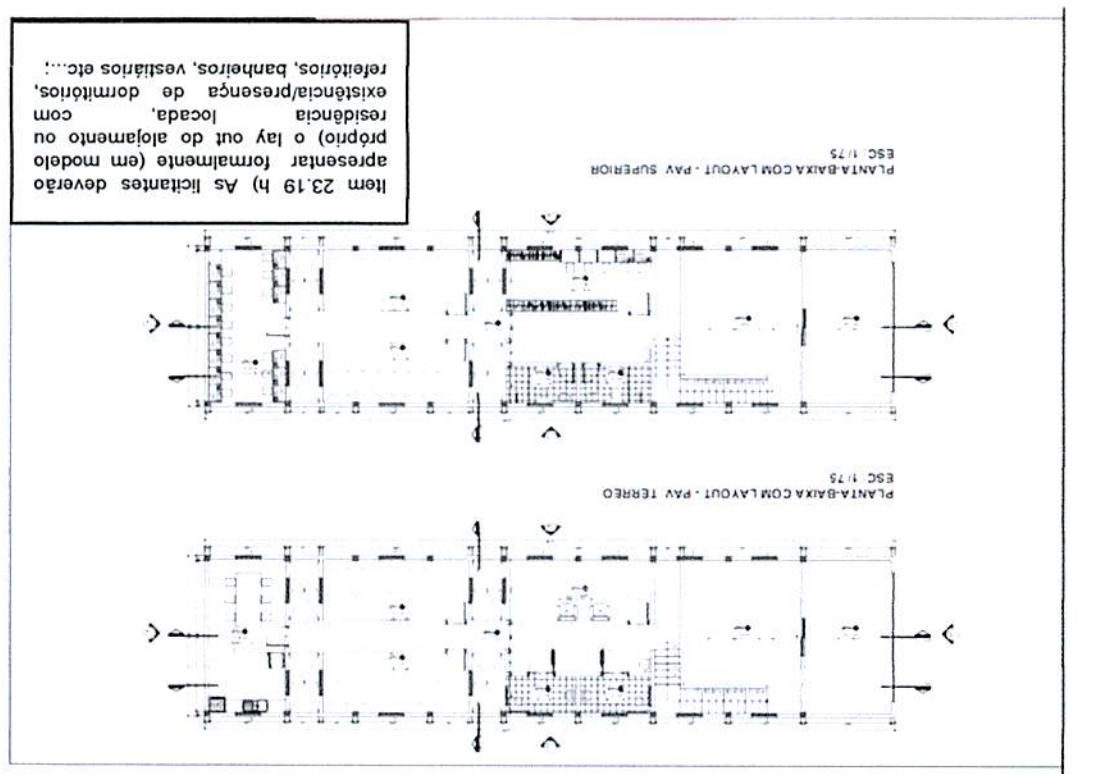 PLANTA-BAIXA COM LAYOUT - PAV TERREO
ESC 1/75
PLANTA-BAIXA COM LAYOUT - PAV SUPERIOR
ESC 1/75
Item 23.19 h) As licitantes deverão
apresentar formalmente (em modelo
próprio) o lay out do alojamento ou
residência locada, com
existência/presença de dormitórios,
refeitórios, banheiros, vestiários etc...;